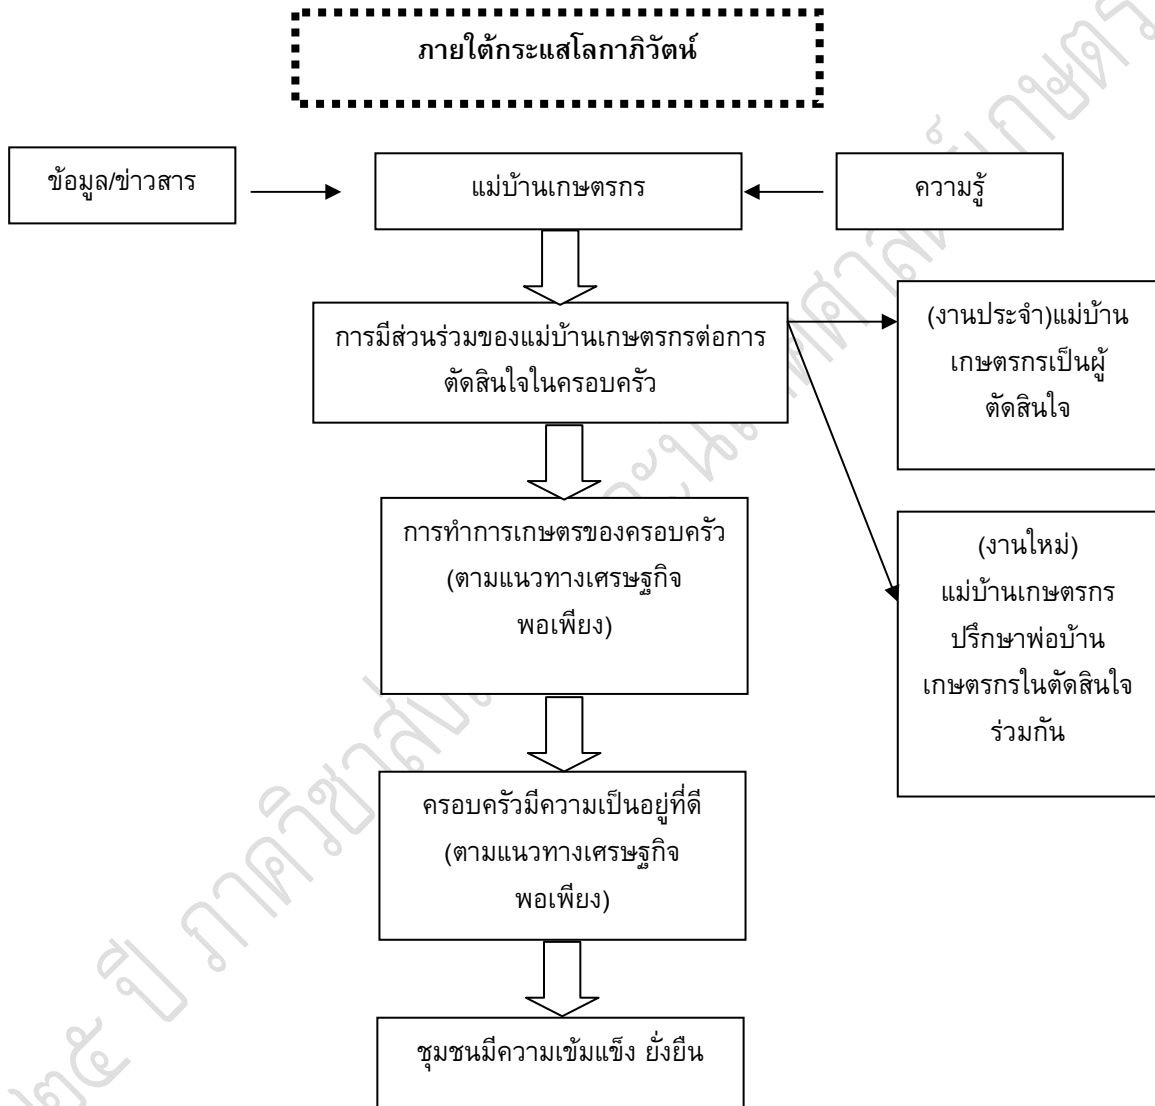 ภายใต้กระแสโลกาภิวัตน์
ข้อมูล/ข่าวสาร
แม่บ้านเกษตรกร
ความรู้
การมีส่วนร่วมของแม่บ้านเกษตรกรต่อการ
ตัดสินใจในครอบครัว
(งานประจำ)แม่บ้าน
เกษตรกรเป็นผู้
ตัดสินใจ
การทำการเกษตรของครอบครัว
(ตามแนวทางเศรษฐกิจ
พอเพียง)
(งานใหม่)
แม่บ้านเกษตรกร
ปรึกษาพ่อบ้าน
เกษตรกรในตัดสินใจ
ร่วมกัน
ครอบครัวมีความเป็นอยู่ที่ดี
(ตามแนวทางเศรษฐกิจ
พอเพียง)
ชุมชนมีความเข้มแข็ง ยั่งยืน
๒๕ ปี ภาควิชา